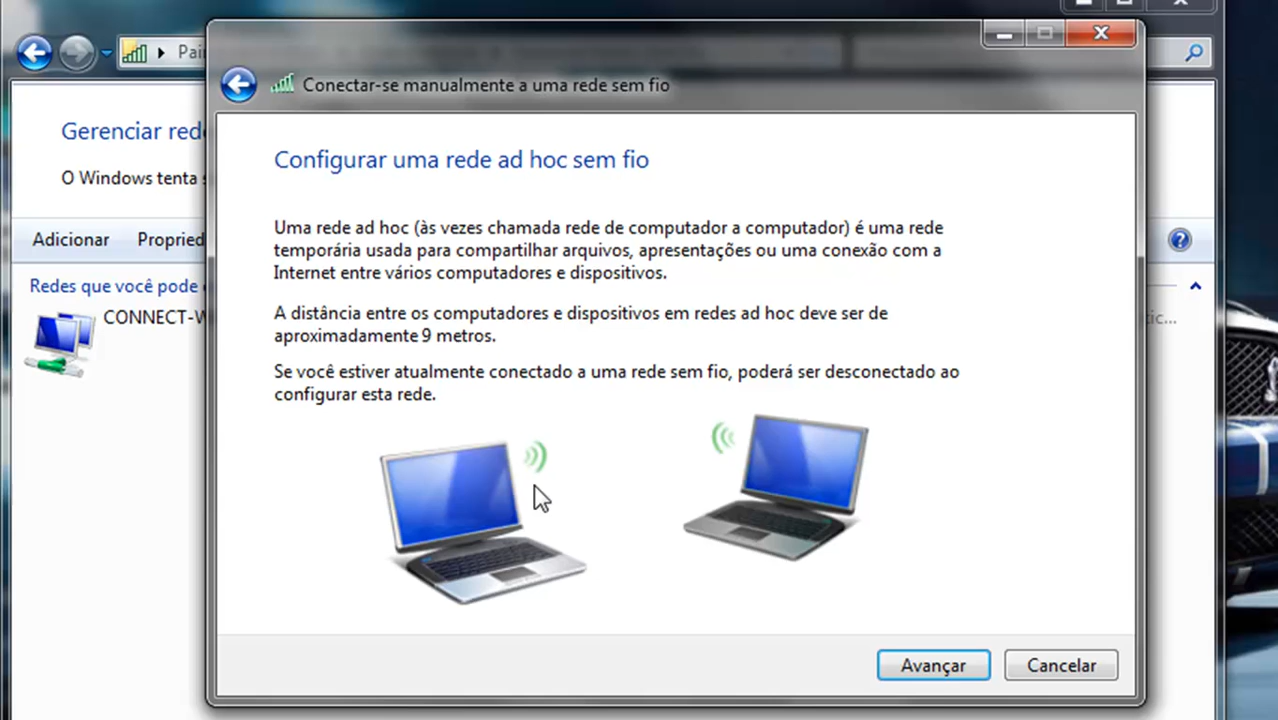 Conectar-se manualmente a uma rede sem fio
Gerenciar
O Windows tenta
Adicionar
Redes que você pode
Configurar uma rede ad hoc sem fio
Uma rede ad hoc (às vezes chamada rede de computador a computador) é uma rede
temporária usada para compartilhar arquivos, apresentações ou uma conexão com a
Internet entre vários computadores e dispositivos.
A distância entre os computadores e dispositivos em redes ad hoc deve ser de
aproximadamente 9 metros.
Se você estiver atualmente conectado a uma rede sem fio, poderá ser desconectado ao
configurar esta rede.
Avançar
Cancelar